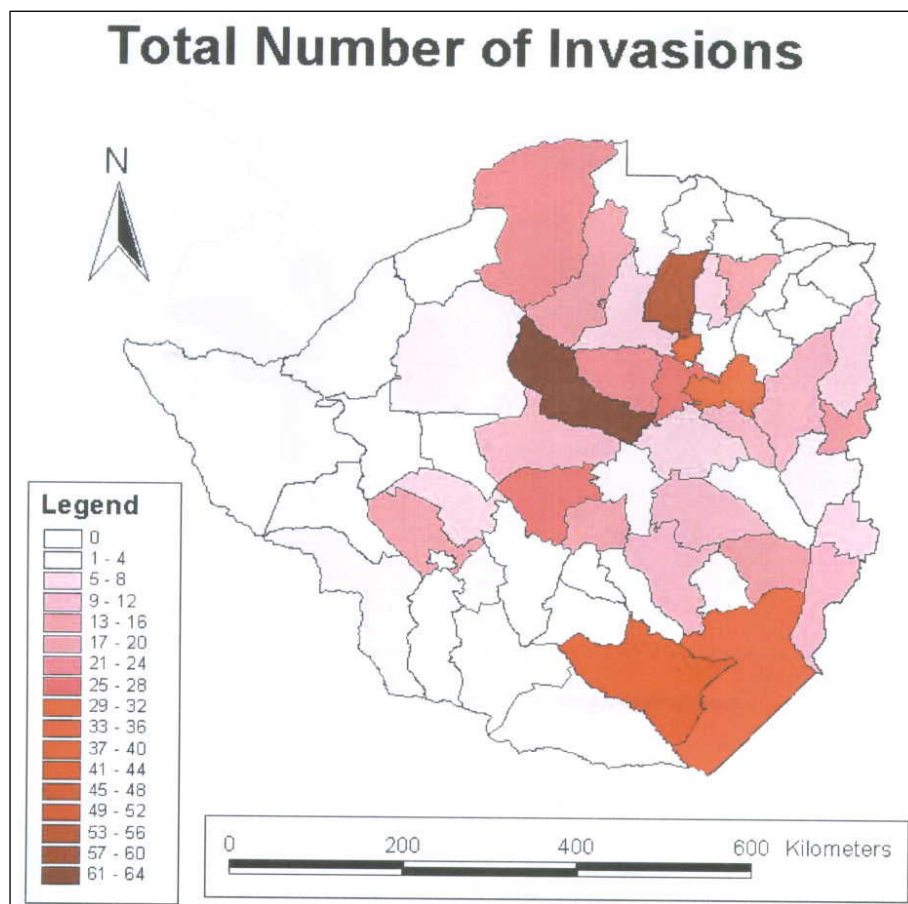 Total Number of Invasions
N
Legend
0
1 - 4
5 - 8
9 - 12
13 - 16
17 - 20
21 - 24
25 - 28
29 - 32
33 - 36
37 - 40
41 - 44
45 - 48
49 - 52
53 - 56
57 - 60
61 - 64
0 200 400 600 Kilometers